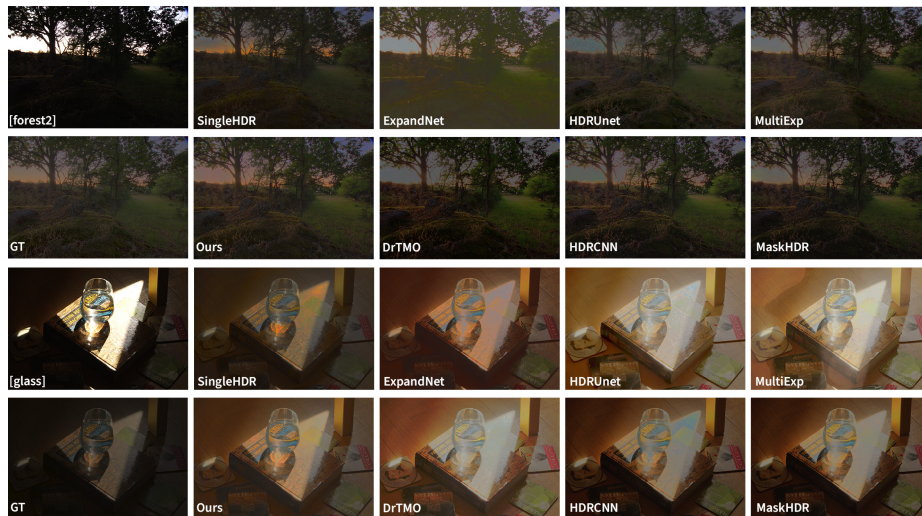 [forest2]
SingleHDR
ExpandNet
HDRUnet
MultiExp
GT
Ours
DrTMO
HDRCNN
MaskHDR
[glass]
SingleHDR
ExpandNet
HDRUnet
MultiExp
GT
Ours
DrTMO
HDRCNN
MaskHDR